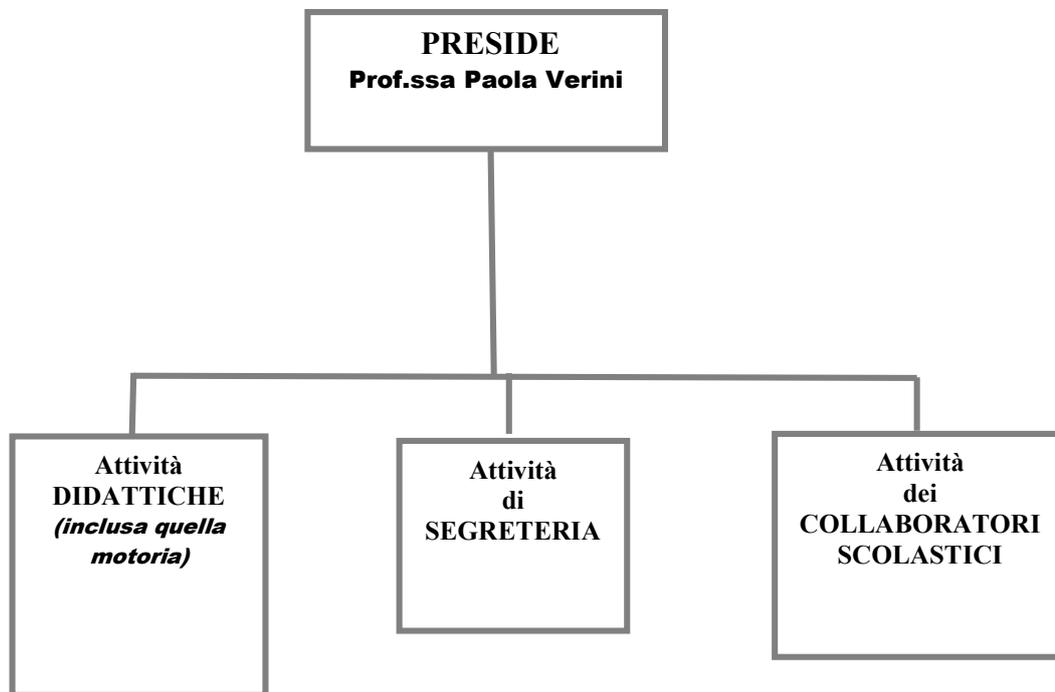 PRESIDE
Prof.ssa Paola Verini
Attività
DIDATTICHE
(inclusa quella
motoria)
Attività
di
SEGRETERIA
Attività
dei
COLLABORATORI
SCOLASTICI